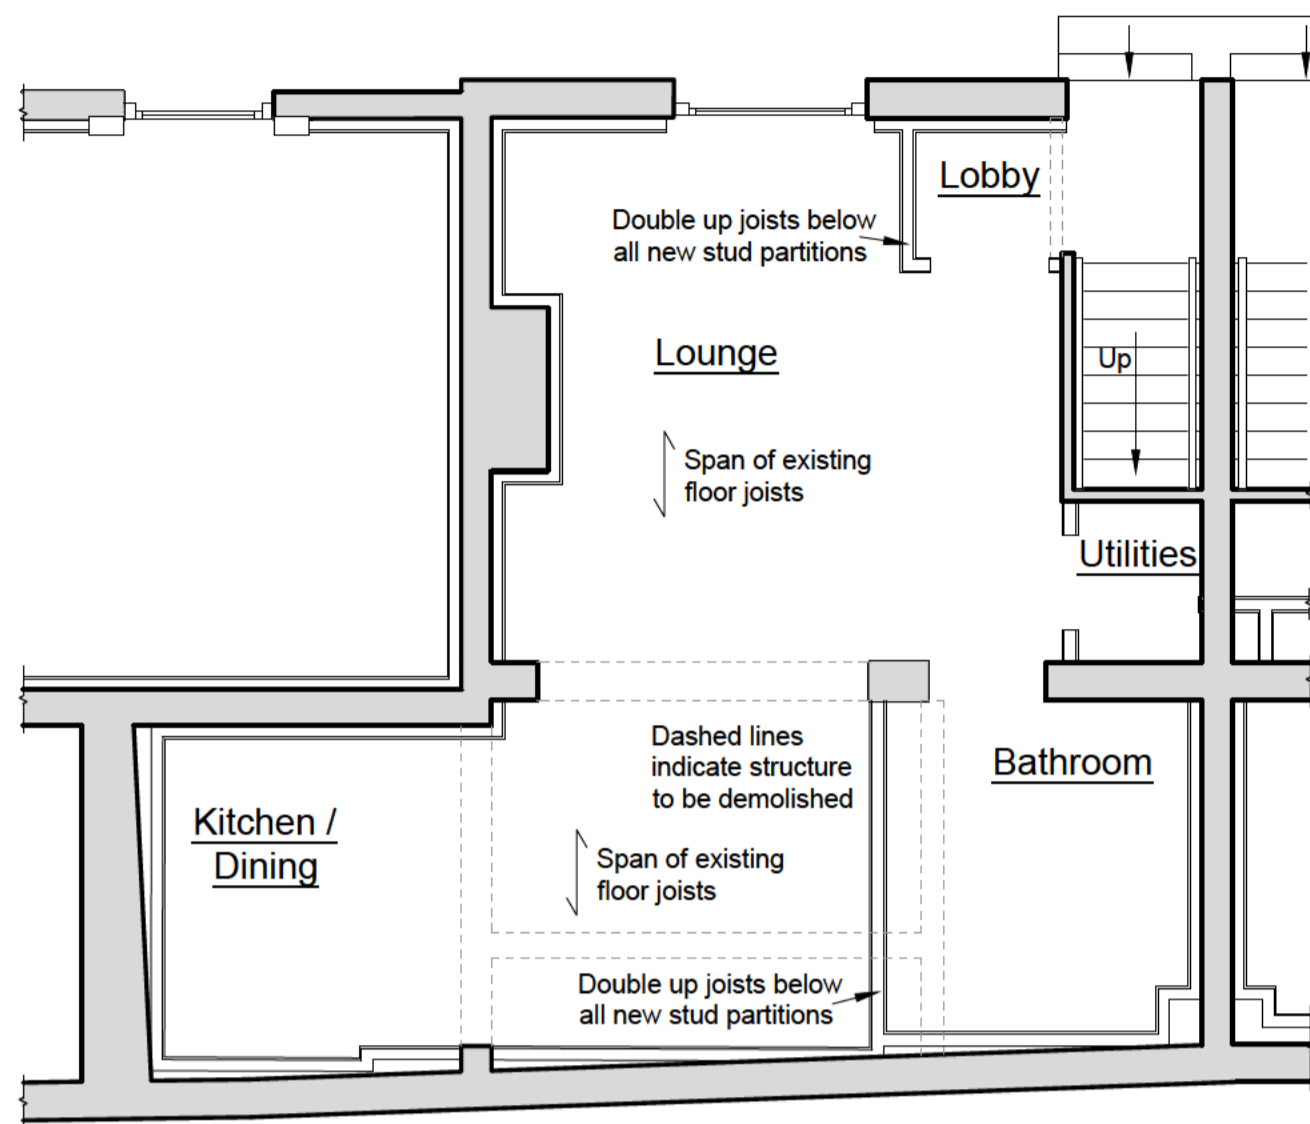 Lobby
Double up joists below
all new stud partitions
Lounge
Up
Span of existing
floor joists
Utilities
Dashed lines
indicate structure
to be demolished
Bathroom
Kitchen /
Dining
Span of existing
floor joists
Double up joists below
all new stud partitions